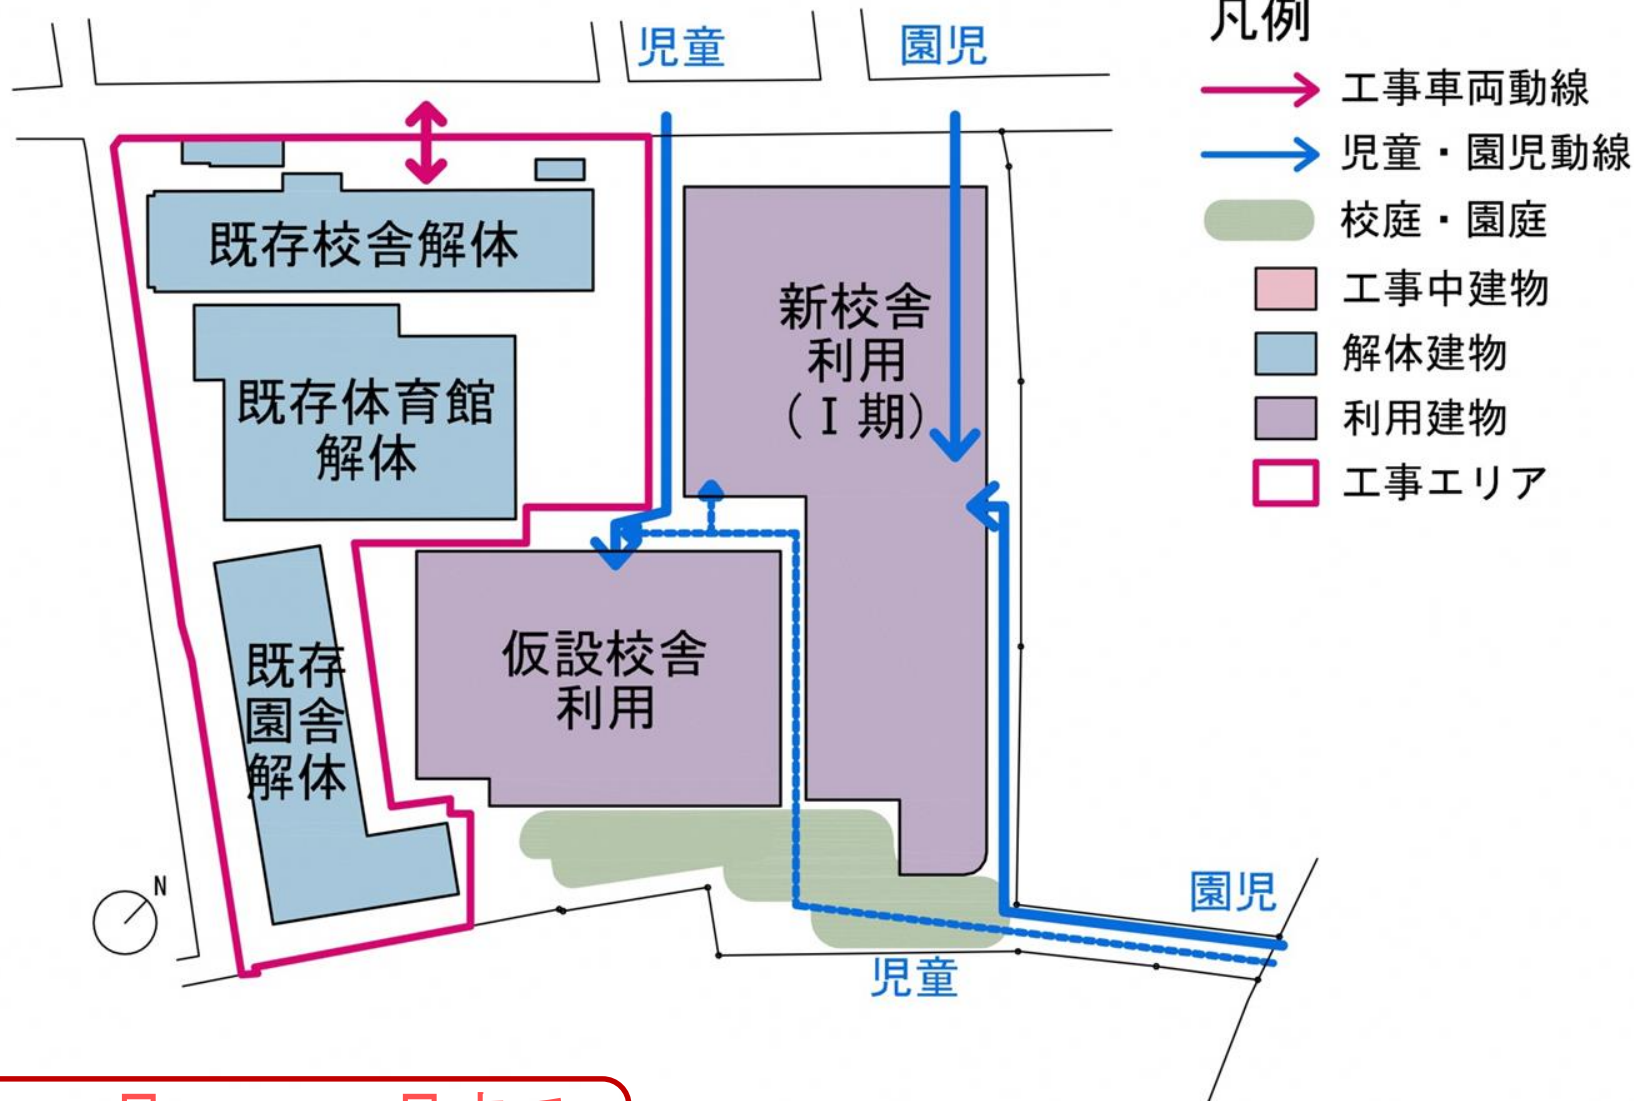 児童
園児
凡例
工事車両動線
児童・園児動線
校庭・園庭
工事中建物
解体建物
利用建物
工事エリア
既存校舎解体
既存体育館
解体
新校舎
利用
(Ⅰ期)
仮設校舎
利用
既存
園舎
解体
N
園児
児童